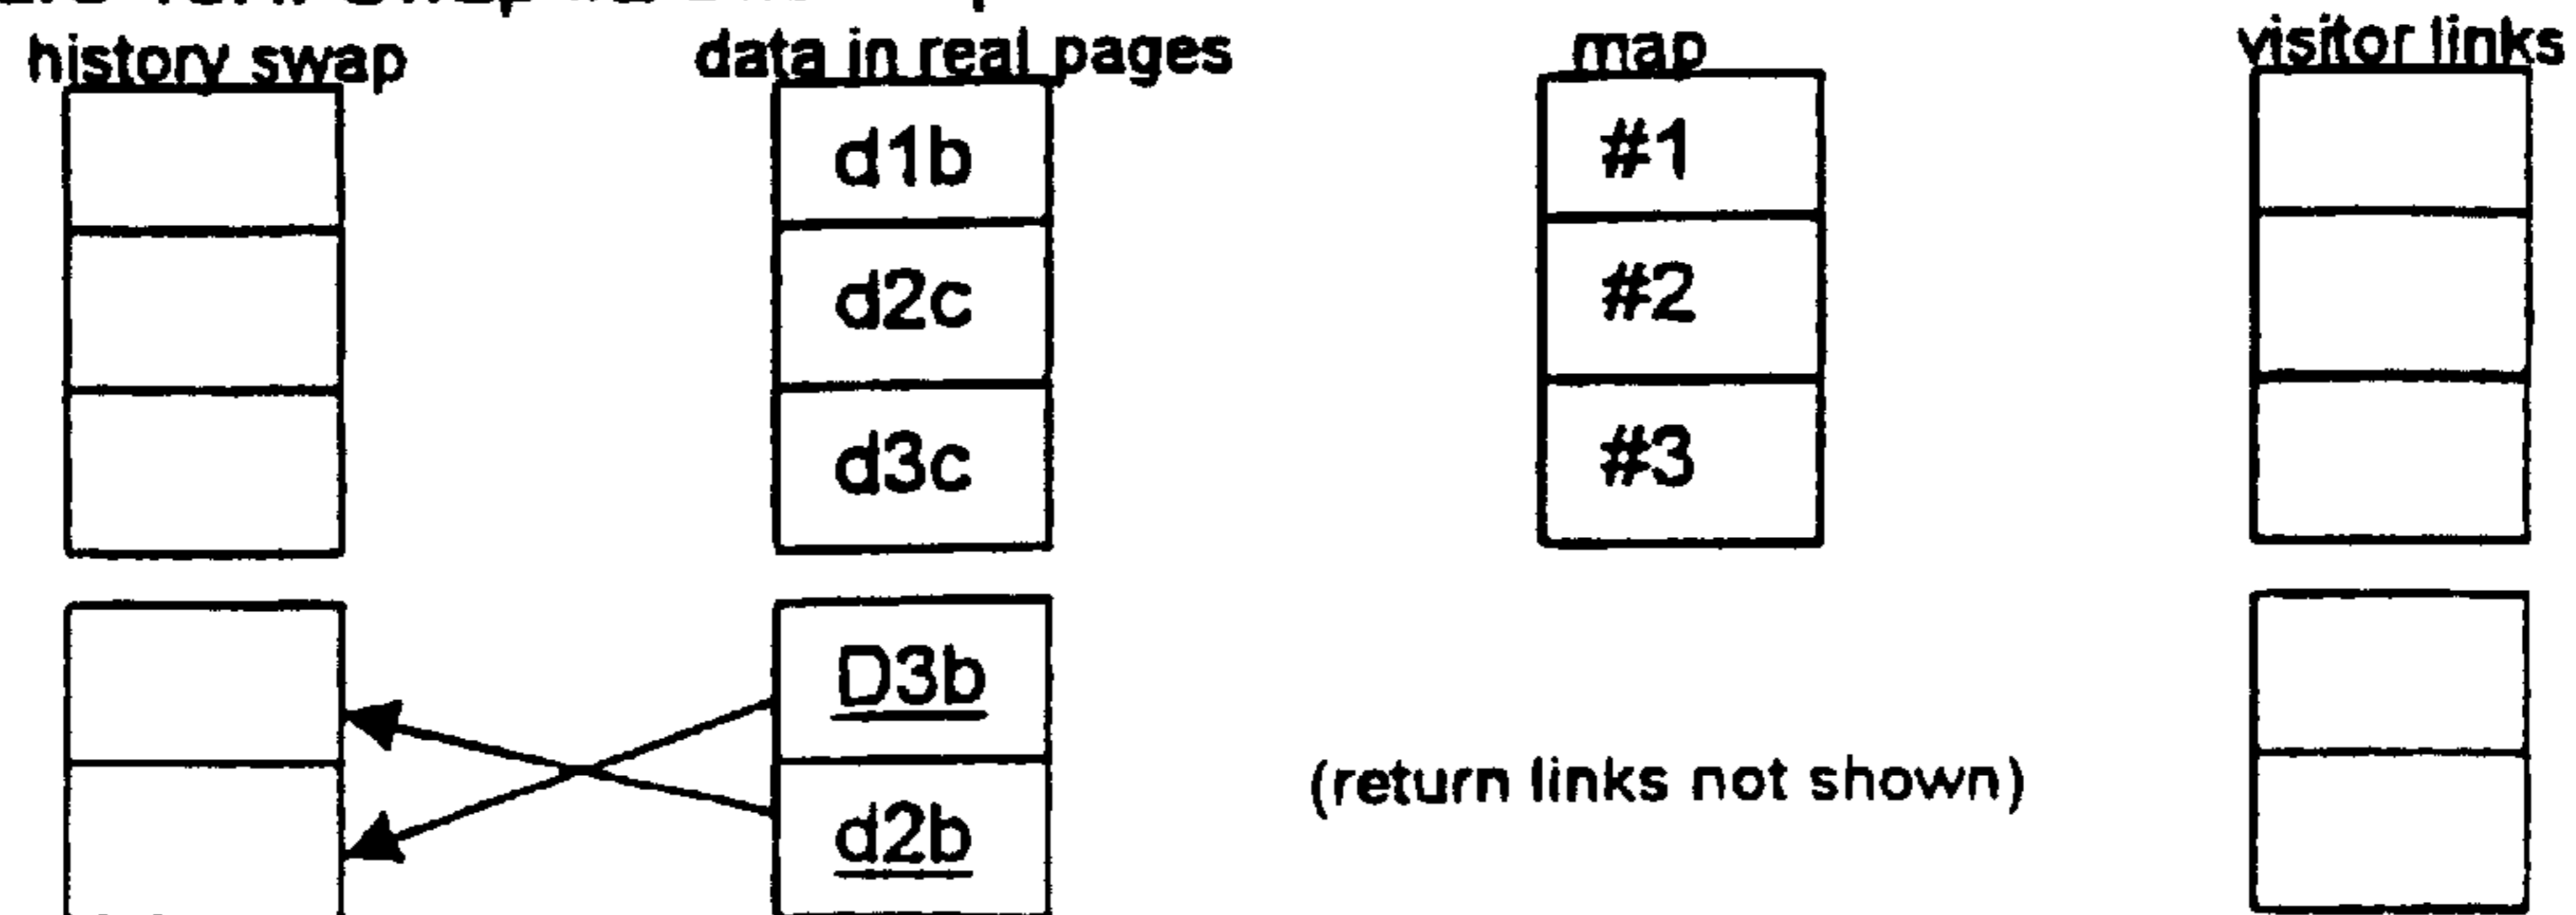 history swap data in real pages map visitor links
d1b #1
d2c #2
d3c #3
D3b
(return links not shown)
d2b